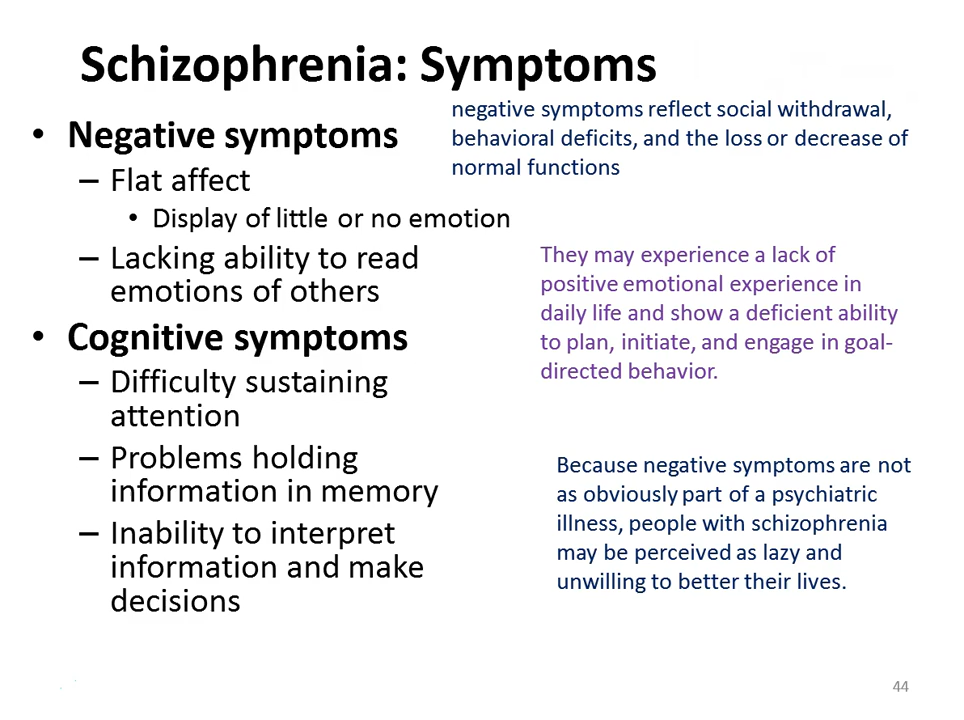 Schizophrenia: Symptoms
• Negative symptoms
– Flat affect
• Display of little or no emotion
– Lacking ability to read
emotions of others
• Cognitive symptoms
– Difficulty sustaining
attention
– Problems holding
information in memory
– Inability to interpret
information and make
decisions
negative symptoms reflect social withdrawal,
behavioral deficits, and the loss or decrease of
normal functions
They may experience a lack of
positive emotional experience in
daily life and show a deficient ability
to plan, initiate, and engage in goal-
directed behavior.
Because negative symptoms are not
as obviously part of a psychiatric
illness, people with schizophrenia
may be perceived as lazy and
unwilling to better their lives.
44